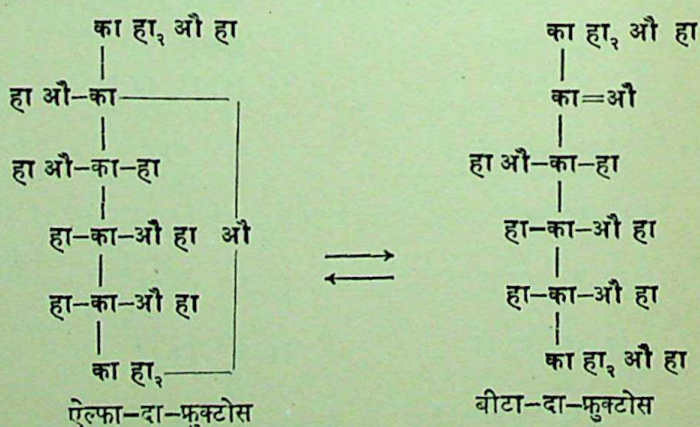 का हा₂ औ हा
हा औ–का
हा औ–का–हा
हा–का–औ हा औ
हा–का–औ हा
का हा₂
ऐल्फा–दा–फ्रुक्टोस
का हा₂ औ हा
का=औ
हा औ–का–हा
हा–का–औ हा
हा–का–औ हा
का हा₂ औ हा
बीटा–दा–फ्रुक्टोस